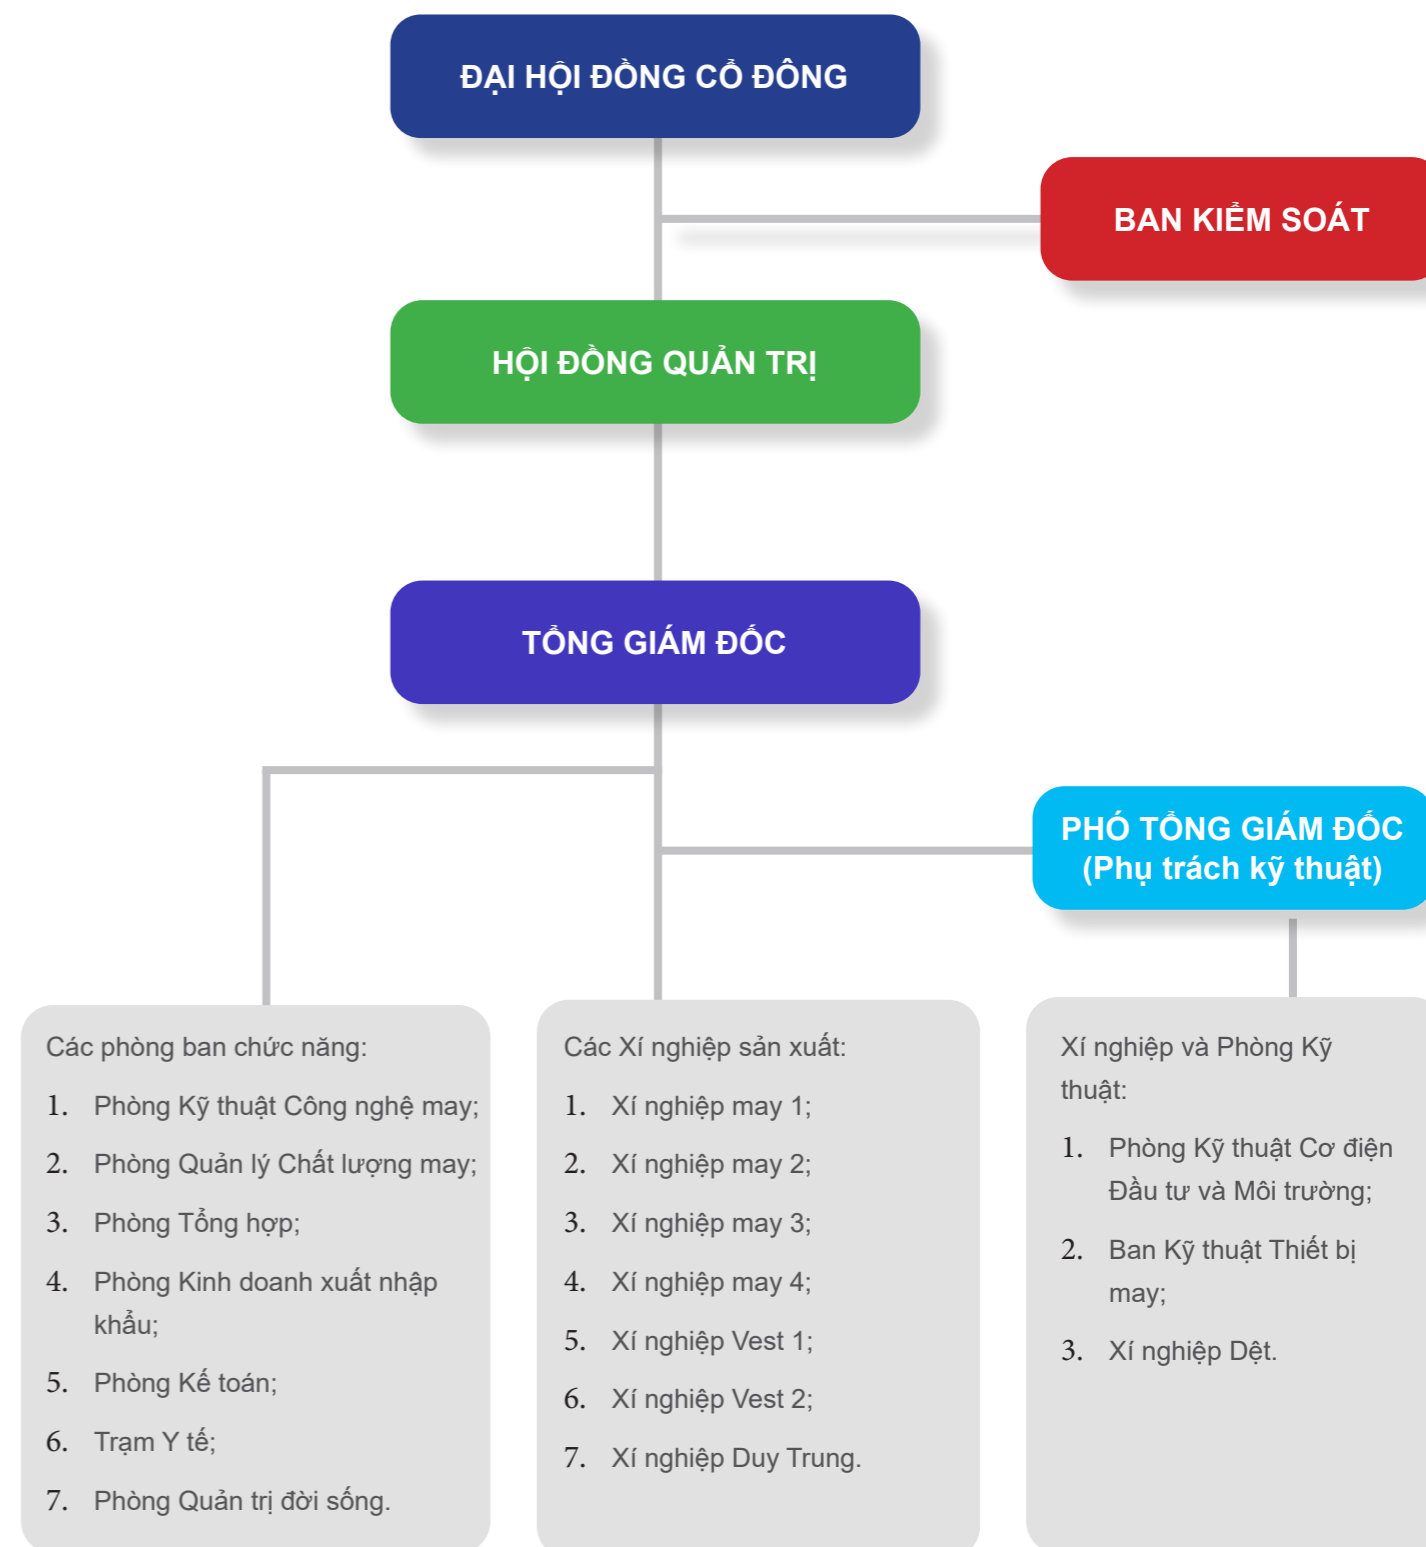 ĐẠI HỘI ĐỒNG CỔ ĐÔNG
BAN KIỂM SOÁT
HỘI ĐỒNG QUẢN TRỊ
TỔNG GIÁM ĐỐC
PHÓ TỔNG GIÁM ĐỐC
(Phụ trách kỹ thuật)
Các phòng ban chức năng:
1. Phòng Kỹ thuật Công nghệ may;
2. Phòng Quản lý Chất lượng may;
3. Phòng Tổng hợp;
4. Phòng Kinh doanh xuất nhập
khẩu;
5. Phòng Kế toán;
6. Trạm Y tế;
7. Phòng Quản trị đời sống.
Các Xí nghiệp sản xuất:
1. Xí nghiệp may 1;
2. Xí nghiệp may 2;
3. Xí nghiệp may 3;
4. Xí nghiệp may 4;
5. Xí nghiệp Vest 1;
6. Xí nghiệp Vest 2;
7. Xí nghiệp Duy Trung.
Xí nghiệp và Phòng Kỹ
thuật:
1. Phòng Kỹ thuật Cơ điện
Đầu tư và Môi trường;
2. Ban Kỹ thuật Thiết bị
may;
3. Xí nghiệp Dệt.